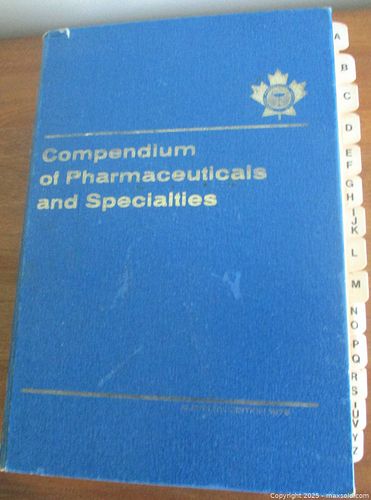 Compendium
of Pharmaceuticals
and Specialties
A
B
C
D
E
F
G
H
I
J
K
L
M
N
O
P
Q
R
S
Copyright 2025 - maxsold.com